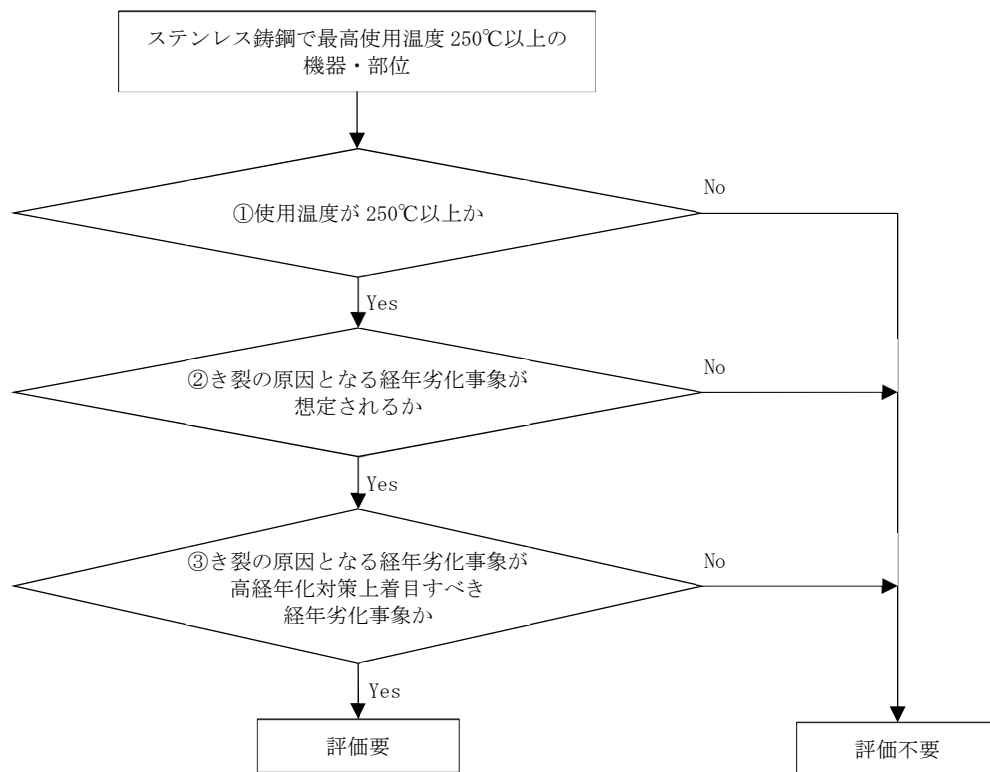 ステンレス鋳鋼で最高使用温度 250℃以上の
機器・部位
①使用温度が 250℃以上か
No
Yes
②き裂の原因となる経年劣化事象が
想定されるか
No
Yes
③き裂の原因となる経年劣化事象が
高経年化対策上着目すべき
経年劣化事象か
No
Yes
評価要
評価不要